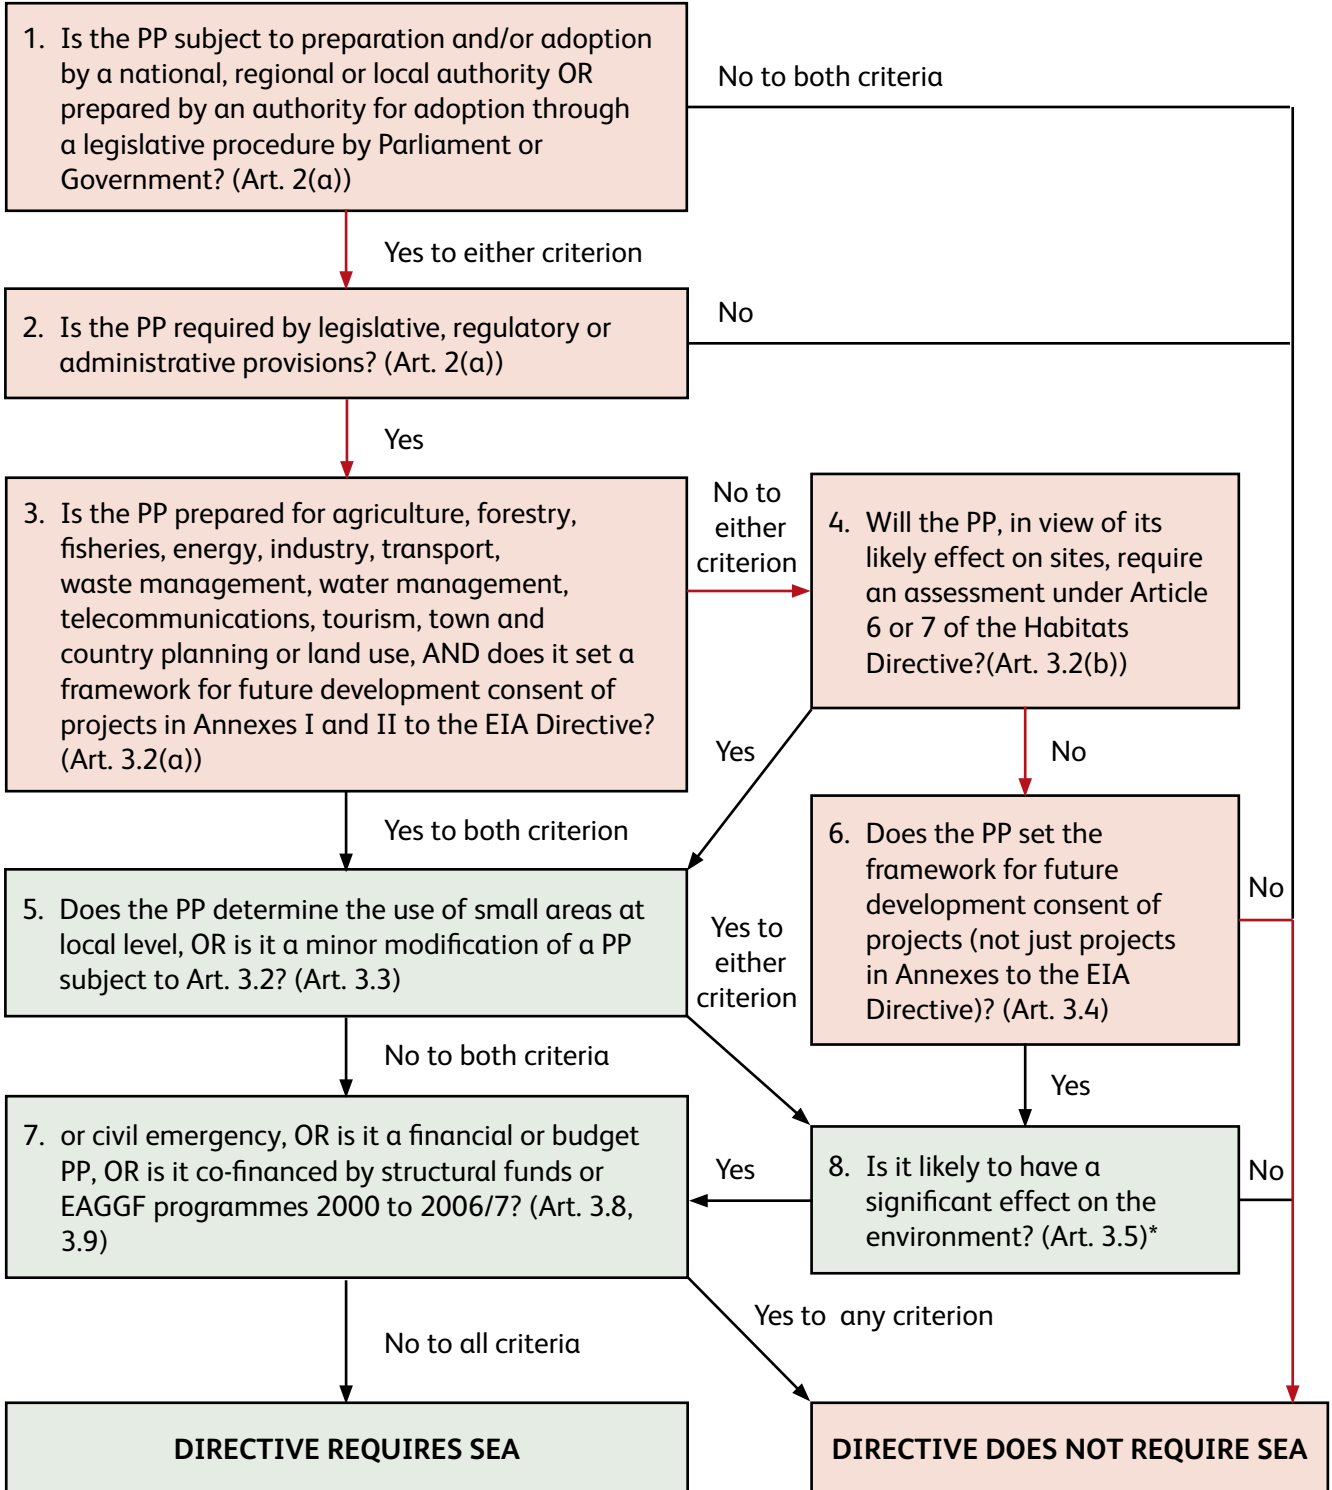 1. Is the PP subject to preparation and/or adoption
by a national, regional or local authority OR
prepared by an authority for adoption through
a legislative procedure by Parliament or
Government? (Art. 2(a))
No to both criteria
Yes to either criterion
2. Is the PP required by legislative, regulatory or
administrative provisions? (Art. 2(a))
No
Yes
3. Is the PP prepared for agriculture, forestry,
fisheries, energy, industry, transport,
waste management, water management,
telecommunications, tourism, town and
country planning or land use, AND does it set a
framework for future development consent of
projects in Annexes I and II to the EIA Directive?
(Art. 3.2(a))
No to
either
criterion
4. Will the PP, in view of its
likely effect on sites, require
an assessment under Article
6 or 7 of the Habitats
Directive?(Art. 3.2(b))
Yes
No
Yes to both criterion
5. Does the PP determine the use of small areas at
local level, OR is it a minor modification of a PP
subject to Art. 3.2? (Art. 3.3)
Yes to
either
criterion
6. Does the PP set the
framework for future
development consent of
projects (not just projects
in Annexes to the EIA
Directive)? (Art. 3.4)
No
No to both criteria
Yes
7. or civil emergency, OR is it a financial or budget
PP, OR is it co-financed by structural funds or
EAGGF programmes 2000 to 2006/7? (Art. 3.8,
3.9)
Yes
8. Is it likely to have a
significant effect on the
environment? (Art. 3.5)*
No
Yes to any criterion
No to all criteria
DIRECTIVE REQUIRES SEA
DIRECTIVE DOES NOT REQUIRE SEA